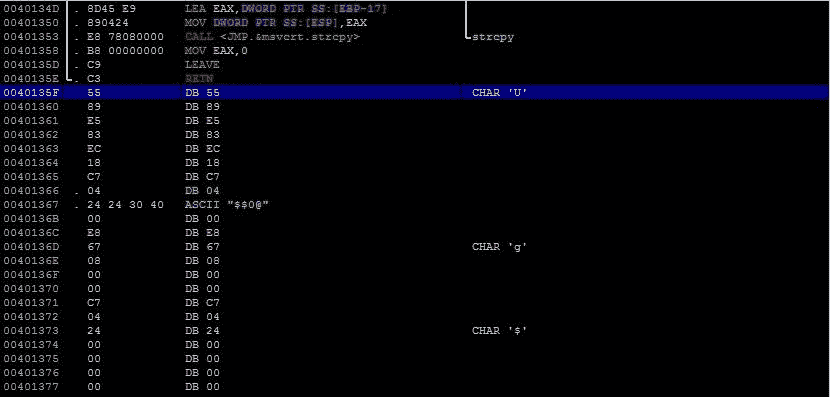 0040134D . 8D45 E9 LEA EAX,DWORD PTR SS:[EBP-17]
00401350 . 890424 MOV DWORD PTR SS:[ESP],EAX
00401353 . E8 78080000 CALL <JMP.&msvcrt.strcpy> strcpy
00401358 . B8 00000000 MOV EAX,0
0040135D . C9 LEAVE
0040135E . C3 RETN
0040135F 55 DB 55 CHAR 'U'
00401360 89 DB 89
00401361 E5 DB E5
00401362 83 DB 83
00401363 EC DB EC
00401364 18 DB 18
00401365 C7 DB C7
00401366 . 04 DB 04
00401367 . 24 24 30 40 ASCII "$$0@"
0040136B 00 DB 00
0040136C E8 DB E8
0040136D 67 DB 67 CHAR 'g'
0040136E 08 DB 08
0040136F 00 DB 00
00401370 00 DB 00
00401371 C7 DB C7
00401372 04 DB 04
00401373 24 DB 24 CHAR '$'
00401374 00 DB 00
00401375 00 DB 00
00401376 00 DB 00
00401377 00 DB 00